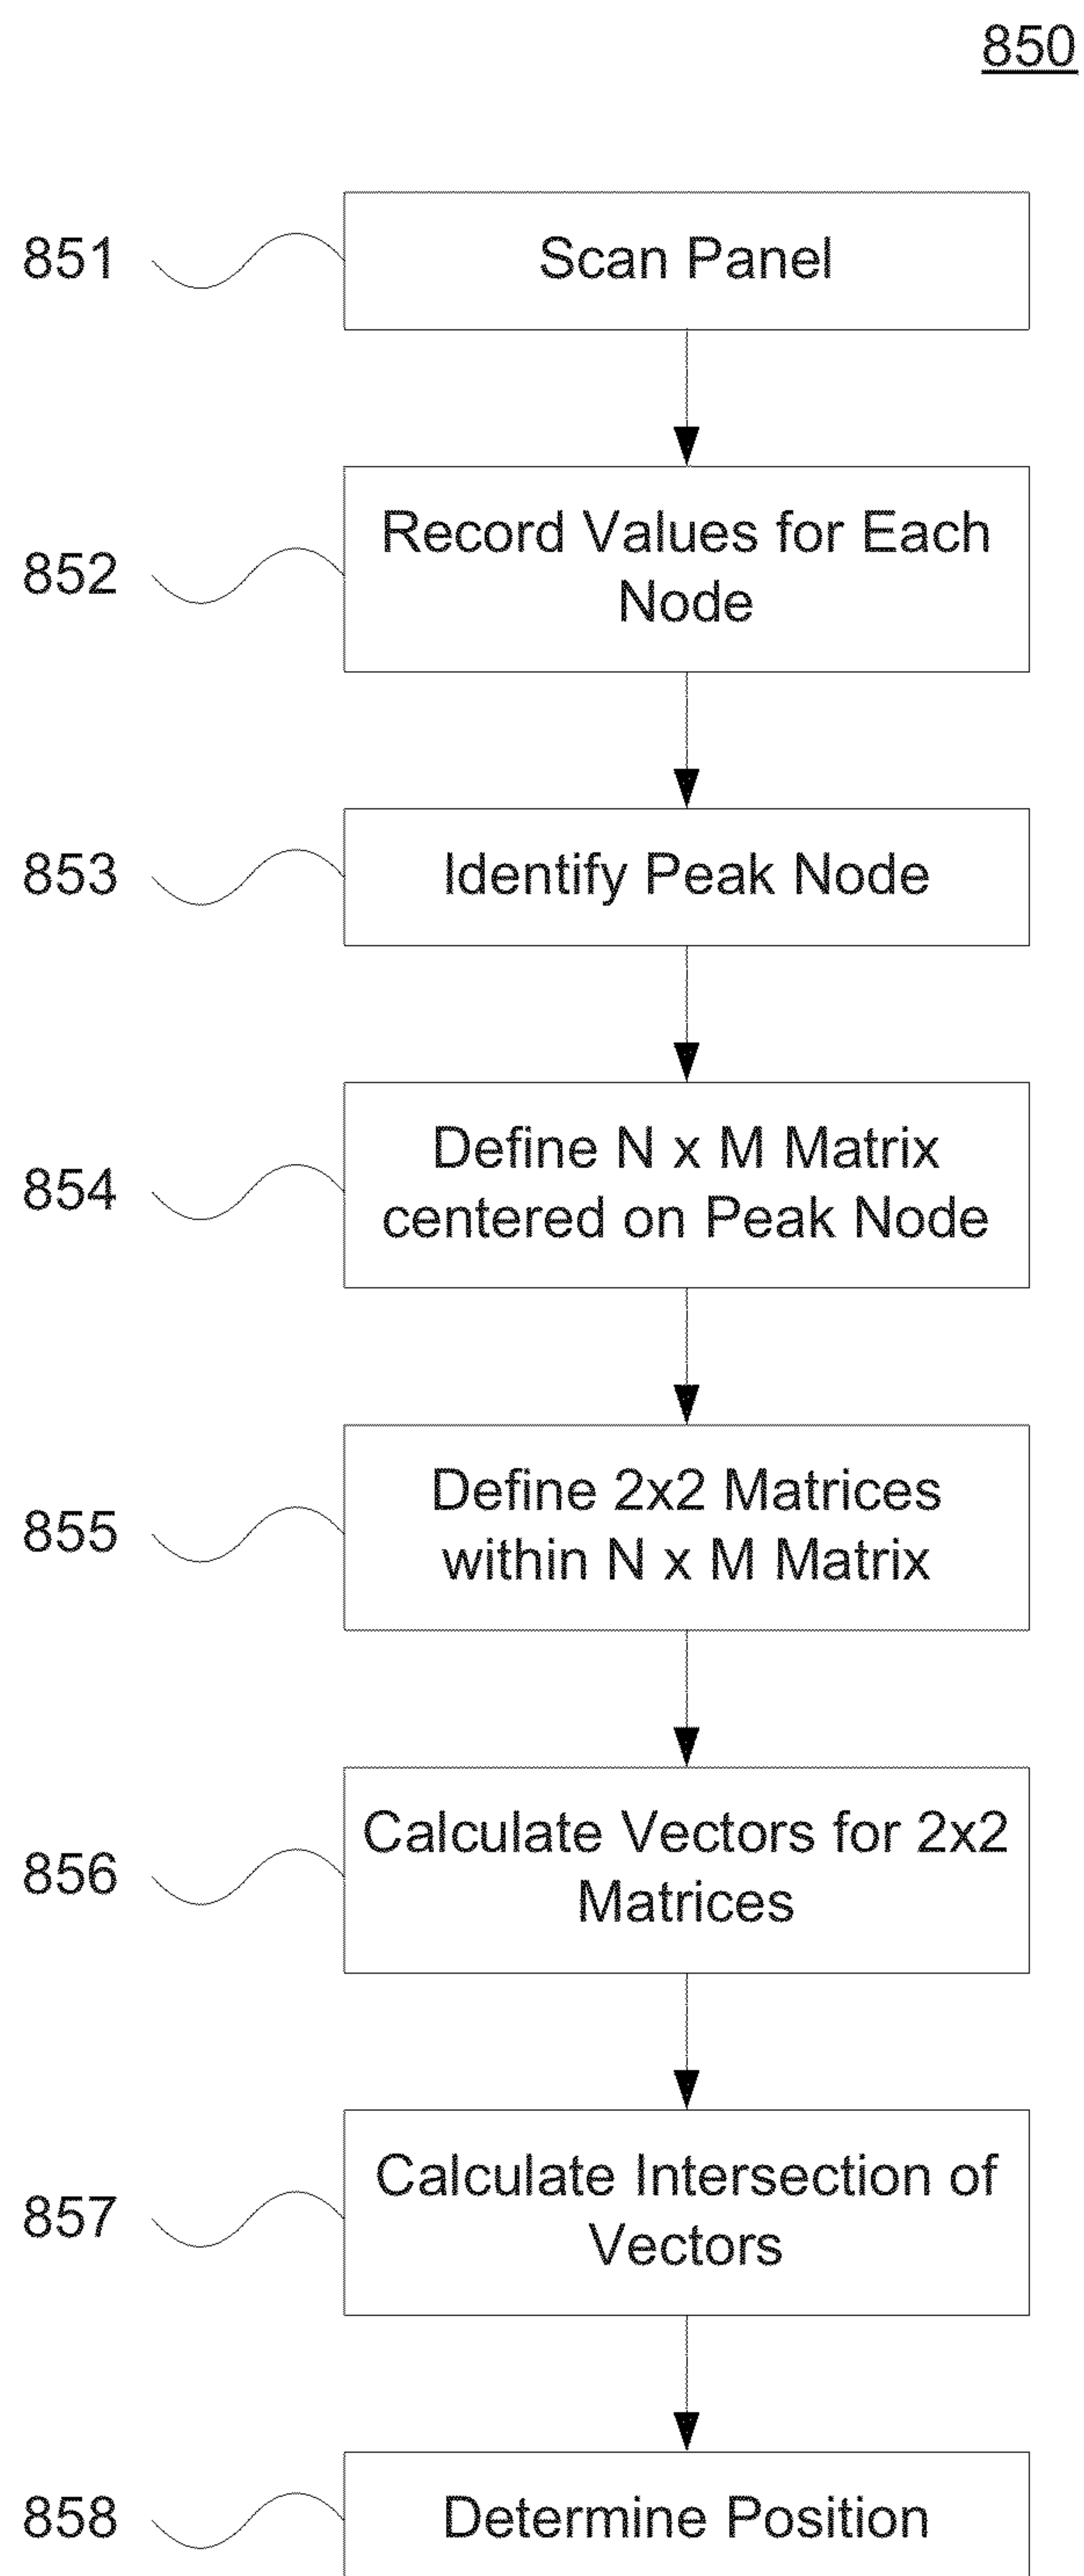 850
851
Scan Panel
852
Record Values for Each
Node
853
Identify Peak Node
854
Define N x M Matrix
centered on Peak Node
855
Define 2x2 Matrices
within N x M Matrix
856
Calculate Vectors for 2x2
Matrices
857
Calculate Intersection of
Vectors
858
Determine Position